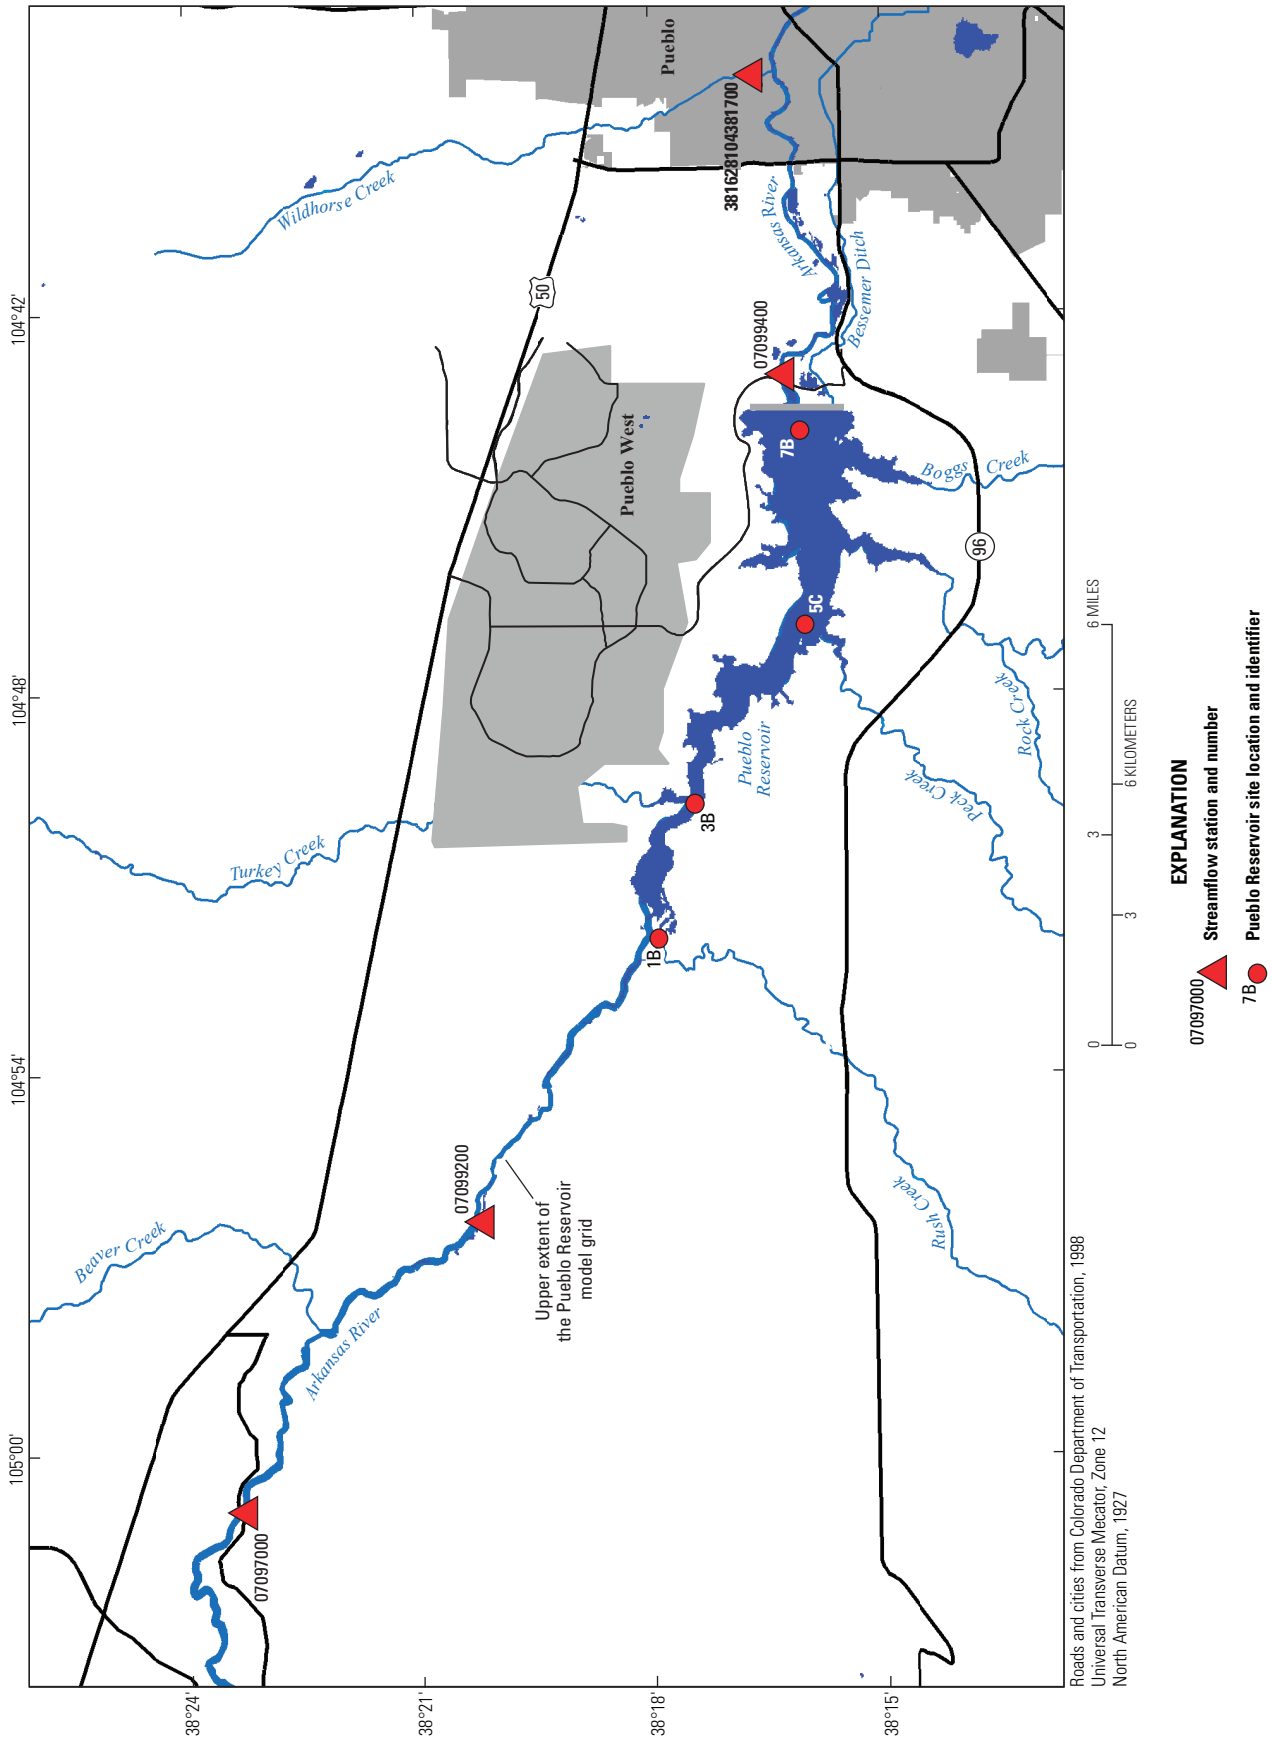 105°00'
104°54'
104°48'
104°42'
38°24'
38°21'
38°18'
38°15'
Beaver Creek
Turkey Creek
Wildhorse Creek
50
Pueblo
Pueblo West
07097000
Arkansas River
07099200
Upper extent of
the Pueblo Reservoir
model grid
1B
3B
Pueblo
Reservoir
5C
7B
07099400
381628104381700
Arkansas River
Bessemer Ditch
Boggs Creek
96
Rock Creek
Peck Creek
Rush Creek
Roads and cities from Colorado Department of Transportation, 1998
Universal Transverse Mecator, Zone 12
North American Datum, 1927
0 3 6 MILES
0 3 6 KILOMETERS
EXPLANATION
07097000 Streamflow station and number
7B Pueblo Reservoir site location and identifier